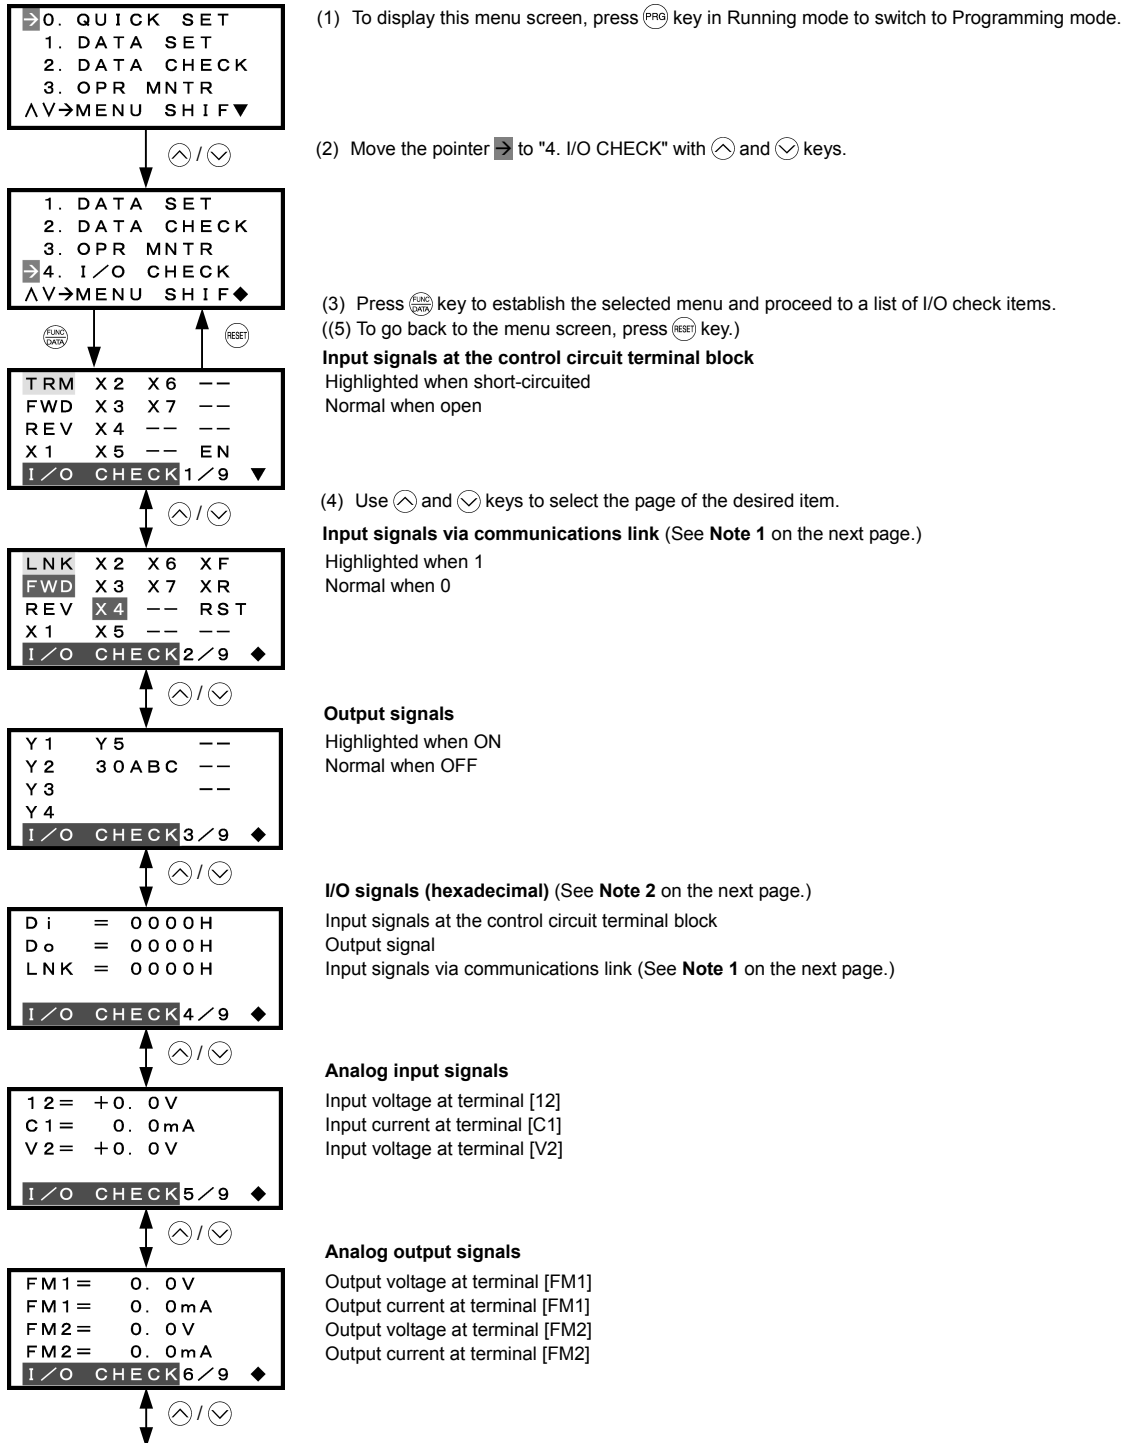 →0. QUICK SET
1. DATA SET
2. DATA CHECK
3. OPR MNTR
∧∨→MENU SHIF▼
(1) To display this menu screen, press PRG key in Running mode to switch to Programming mode.
∧ / ∨
(2) Move the pointer → to "4. I/O CHECK" with ∧ and ∨ keys.
1. DATA SET
2. DATA CHECK
3. OPR MNTR
→4. I/O CHECK
∧∨→MENU SHIF◆
(3) Press FUNC DATA key to establish the selected menu and proceed to a list of I/O check items.
((5) To go back to the menu screen, press RESET key.)
FUNC DATA
RESET
Input signals at the control circuit terminal block
Highlighted when short-circuited
Normal when open
TRM X2 X6 --
FWD X3 X7 --
REV X4 -- --
X1 X5 -- EN
I/O CHECK 1/9 ▼
(4) Use ∧ and ∨ keys to select the page of the desired item.
∧ / ∨
Input signals via communications link (See Note 1 on the next page.)
Highlighted when 1
Normal when 0
LNK X2 X6 XF
FWD X3 X7 XR
REV X4 -- RST
X1 X5 -- --
I/O CHECK 2/9 ◆
∧ / ∨
Output signals
Highlighted when ON
Normal when OFF
Y1 Y5 --
Y2 30ABC --
Y3 --
Y4
I/O CHECK 3/9 ◆
∧ / ∨
I/O signals (hexadecimal) (See Note 2 on the next page.)
Input signals at the control circuit terminal block
Output signal
Input signals via communications link (See Note 1 on the next page.)
Di = 0000H
Do = 0000H
LNK = 0000H
I/O CHECK 4/9 ◆
∧ / ∨
Analog input signals
Input voltage at terminal [12]
Input current at terminal [C1]
Input voltage at terminal [V2]
12= +0. 0V
C1= 0. 0mA
V2= +0. 0V
I/O CHECK 5/9 ◆
∧ / ∨
Analog output signals
Output voltage at terminal [FM1]
Output current at terminal [FM1]
Output voltage at terminal [FM2]
Output current at terminal [FM2]
FM1= 0. 0V
FM1= 0. 0mA
FM2= 0. 0V
FM2= 0. 0mA
I/O CHECK 6/9 ◆
∧ / ∨